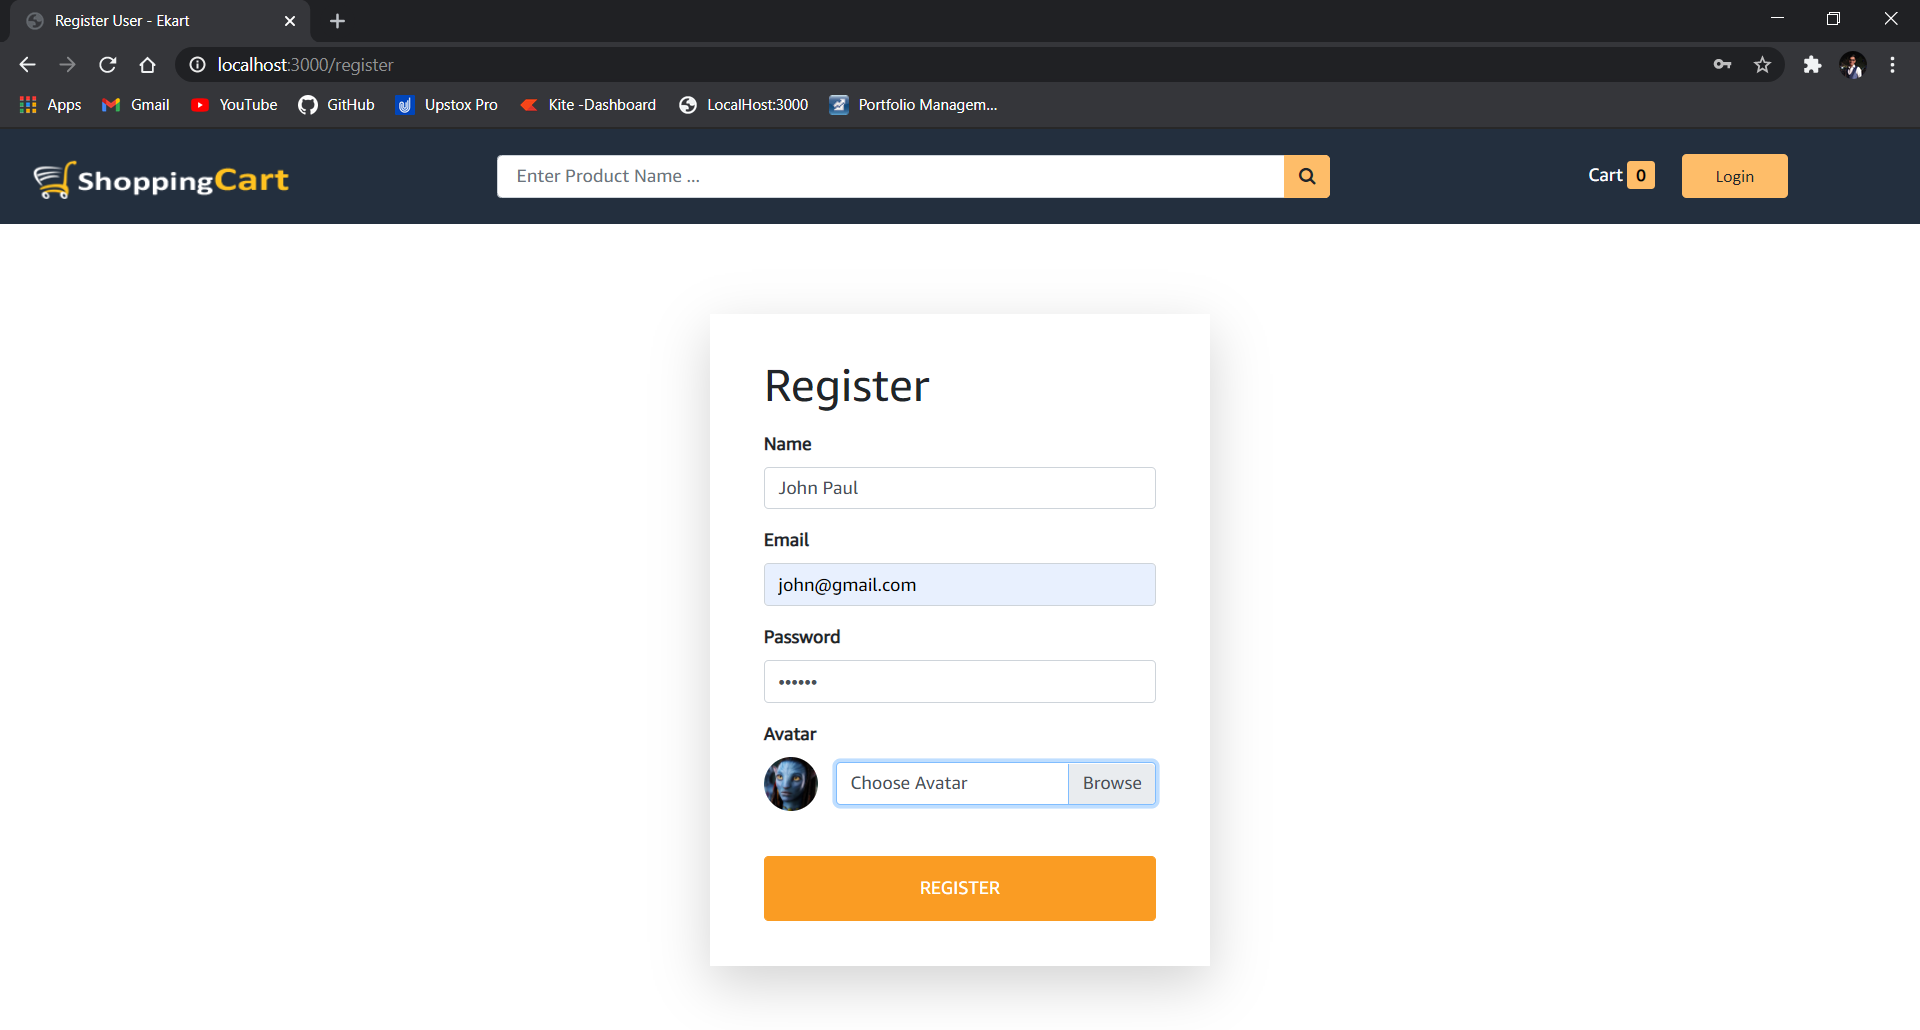 Register User - Ekart
localhost:3000/register
Apps Gmail YouTube GitHub Upstox Pro Kite -Dashboard LocalHost:3000 Portfolio Managem...
ShoppingCart Enter Product Name ... Cart 0 Login
Register
Name
John Paul
Email
john@gmail.com
Password
••••••
Avatar
Choose Avatar Browse
REGISTER